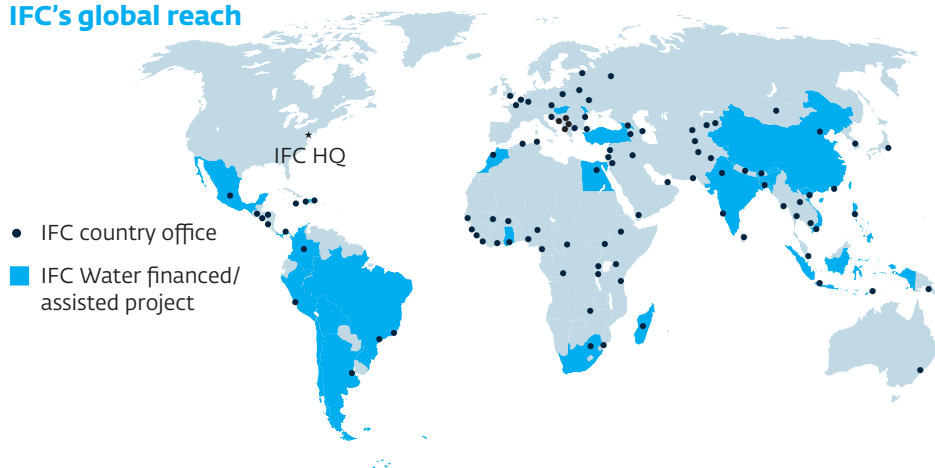 IFC's global reach
IFC HQ
IFC country office
IFC Water financed/
assisted project